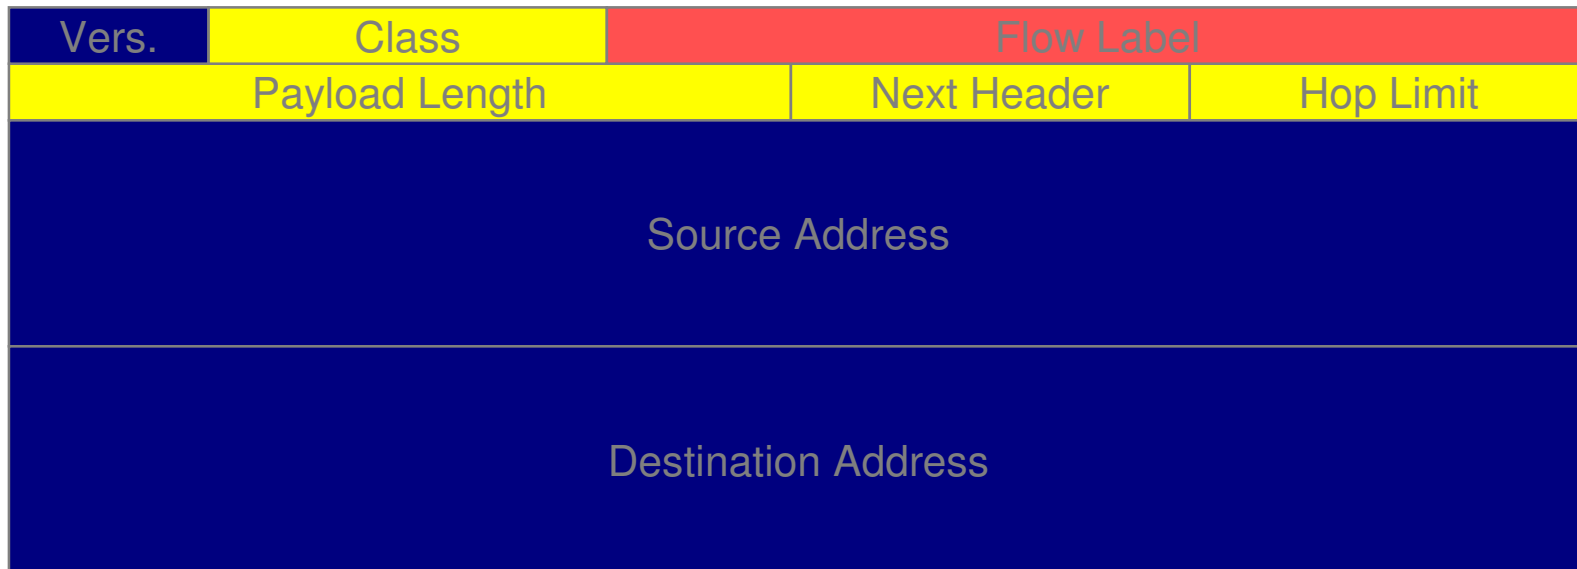 Vers. Class Flow Label
Payload Length Next Header Hop Limit
Source Address
Destination Address